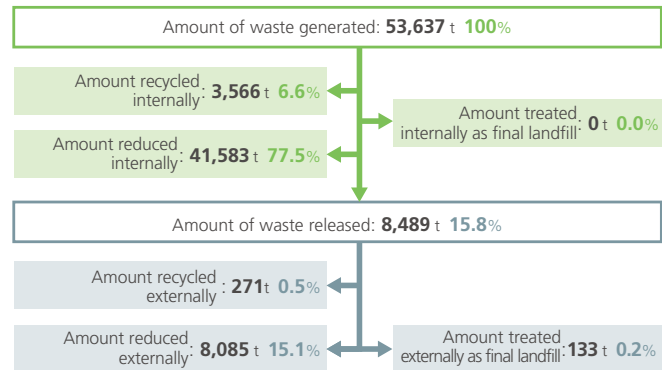 Amount of waste generated: 53,637 t 100%
Amount recycled
internally: 3,566 t 6.6%
Amount treated
internally as final landfill: 0 t 0.0%
Amount reduced
internally: 41,583 t 77.5%
Amount of waste released: 8,489 t 15.8%
Amount recycled
externally : 271t 0.5%
Amount reduced
externally: 8,085 t 15.1%
Amount treated
externally as final landfill: 133 t 0.2%